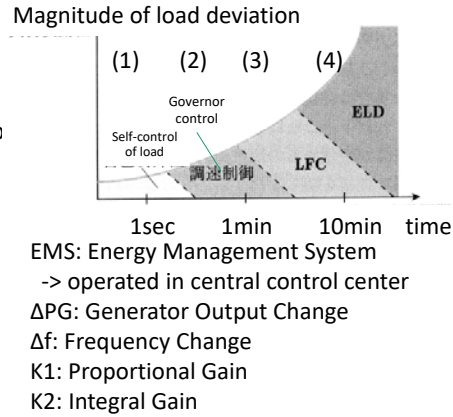 Magnitude of load deviation
(1) (2) (3) (4)
Governor
control
Self-control
of load
ELD
調速制御
LFC
1sec 1min 10min time
EMS: Energy Management System
-> operated in central control center
ΔPG: Generator Output Change
Δf: Frequency Change
K1: Proportional Gain
K2: Integral Gain